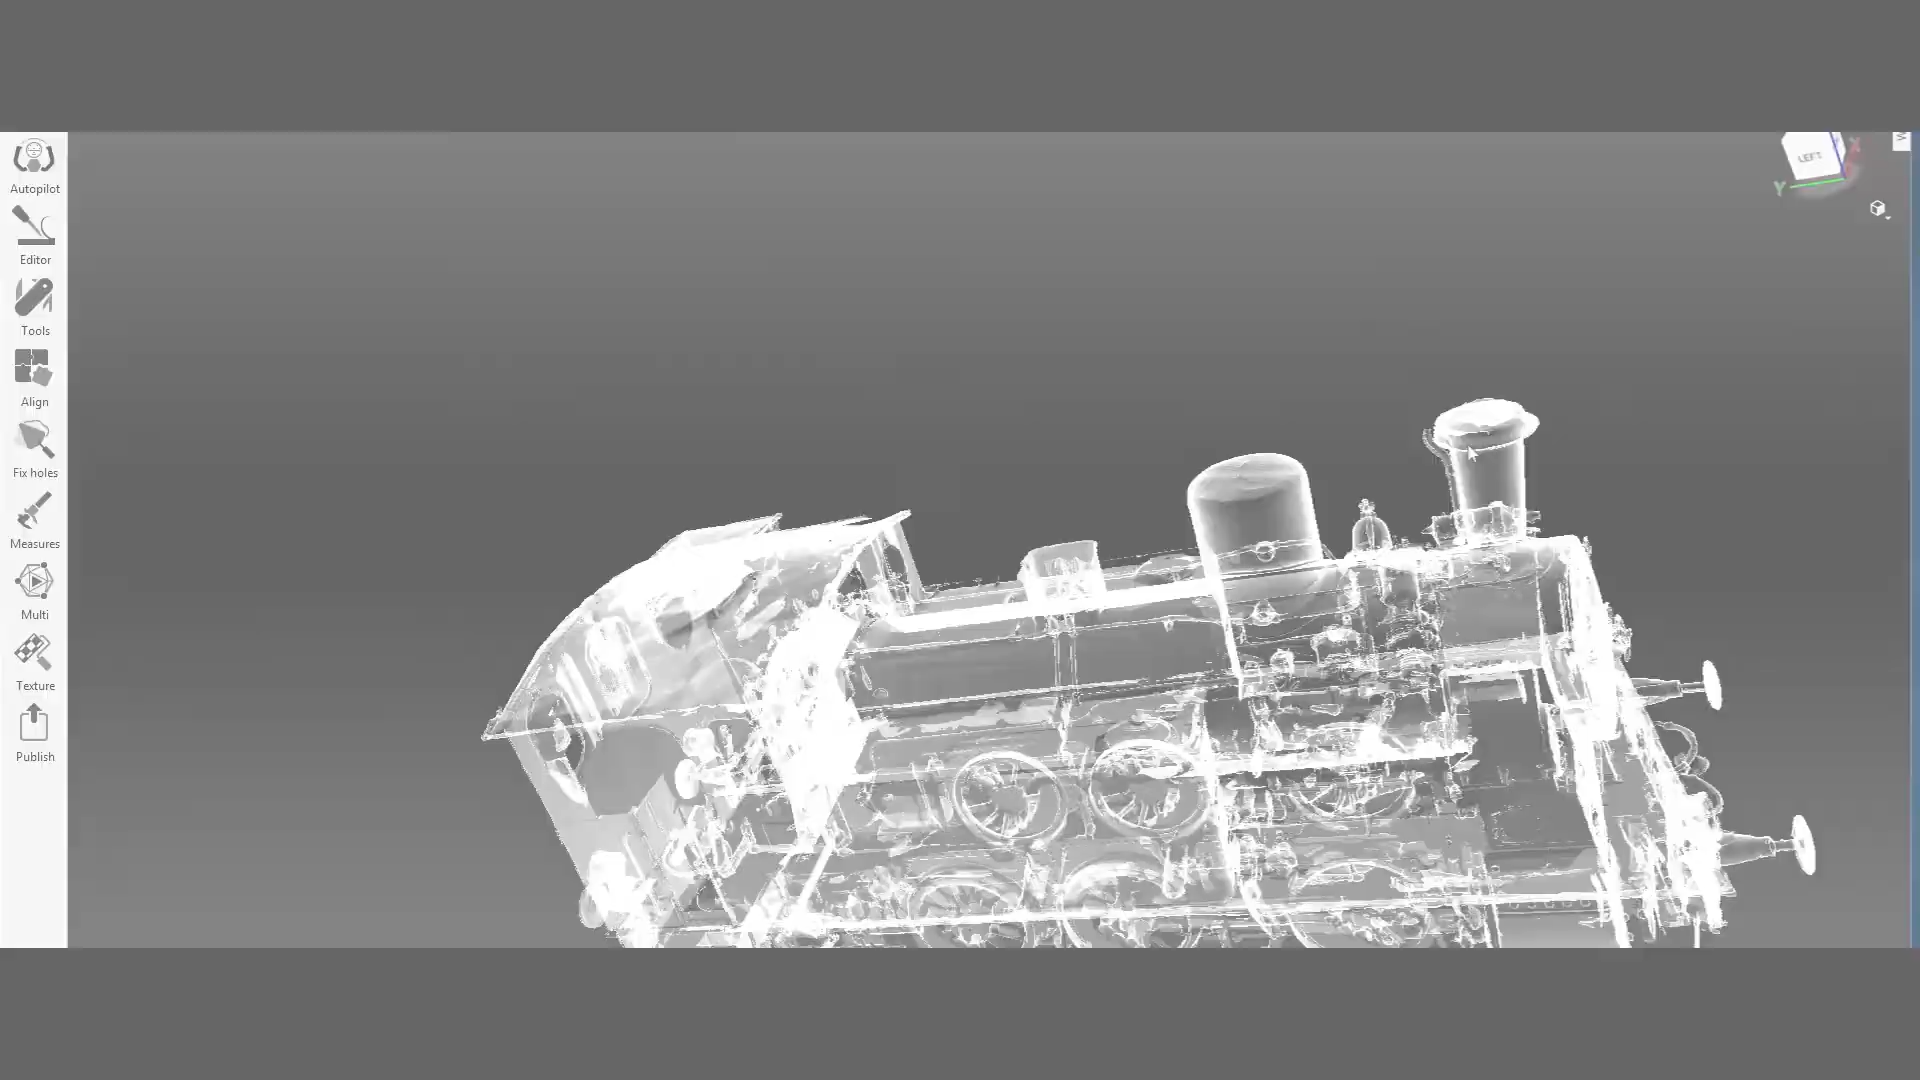 Autopilot
Editor
Tools
Align
Fix holes
Measures
Multi
Texture
Publish
LEFT
Y
X